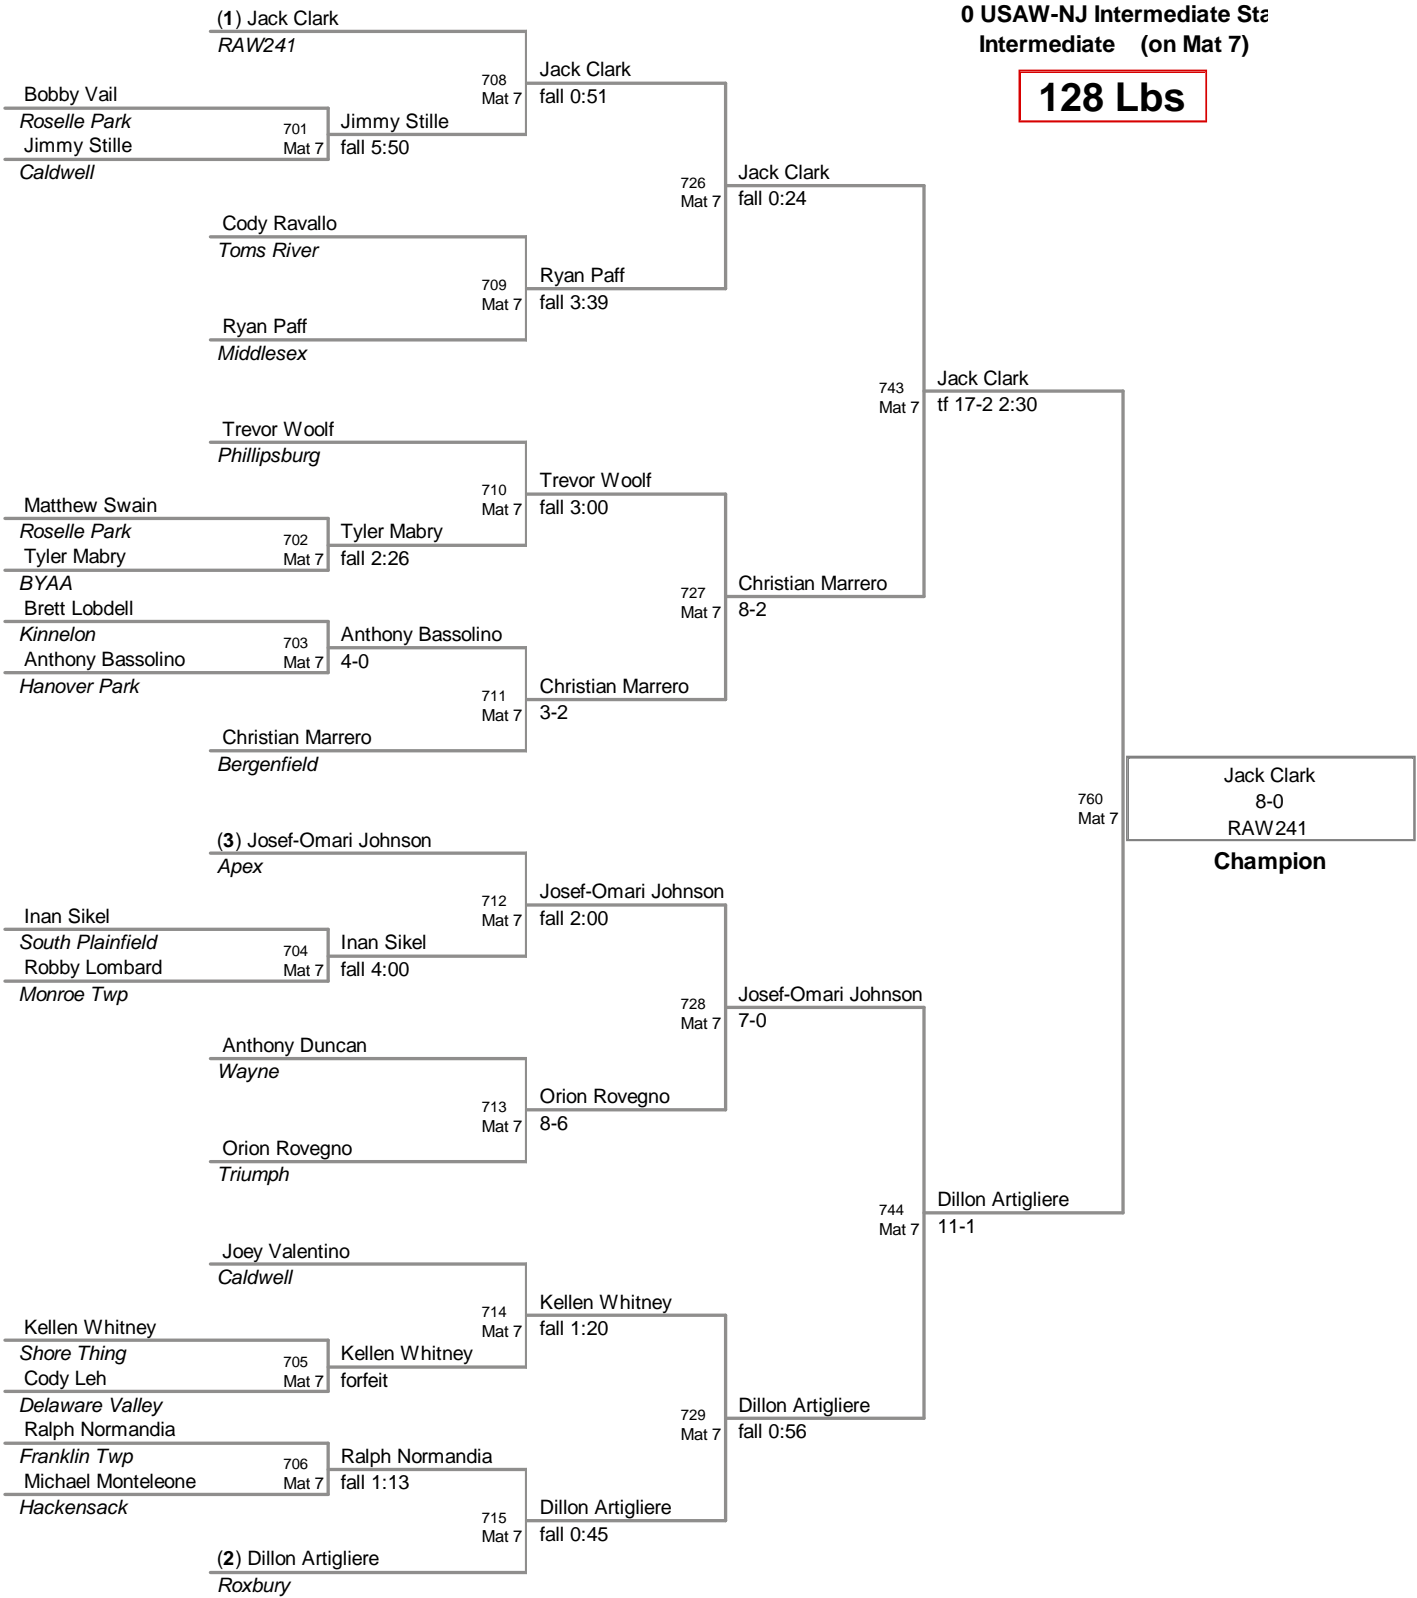 0 USAW-NJ Intermediate Sta
Intermediate (on Mat 7)
128 Lbs
(1) Jack Clark
RAW241
708
Mat 7
Jack Clark
fall 0:51
Bobby Vail
Roselle Park
701
Mat 7
Jimmy Stille
Caldwell
Jimmy Stille
fall 5:50
726
Mat 7
Jack Clark
fall 0:24
Cody Ravallo
Toms River
709
Mat 7
Ryan Paff
fall 3:39
Ryan Paff
Middlesex
743
Mat 7
Jack Clark
tf 17-2 2:30
Trevor Woolf
Phillipsburg
710
Mat 7
Trevor Woolf
fall 3:00
Matthew Swain
Roselle Park
702
Mat 7
Tyler Mabry
BYAA
Tyler Mabry
fall 2:26
727
Mat 7
Christian Marrero
8-2
Brett Lobdell
Kinnelon
703
Mat 7
Anthony Bassolino
Hanover Park
Anthony Bassolino
4-0
711
Mat 7
Christian Marrero
3-2
Christian Marrero
Bergenfield
760
Mat 7
Jack Clark
8-0
RAW241
Champion
(3) Josef-Omari Johnson
Apex
712
Mat 7
Josef-Omari Johnson
fall 2:00
Inan Sikel
South Plainfield
704
Mat 7
Robby Lombard
Monroe Twp
Inan Sikel
fall 4:00
728
Mat 7
Josef-Omari Johnson
7-0
Anthony Duncan
Wayne
713
Mat 7
Orion Rovegno
8-6
Orion Rovegno
Triumph
744
Mat 7
Dillon Artigliere
11-1
Joey Valentino
Caldwell
714
Mat 7
Kellen Whitney
fall 1:20
Kellen Whitney
Shore Thing
705
Mat 7
Cody Leh
Delaware Valley
Kellen Whitney
forfeit
729
Mat 7
Dillon Artigliere
fall 0:56
Ralph Normandia
Franklin Twp
706
Mat 7
Michael Monteleone
Hackensack
Ralph Normandia
fall 1:13
715
Mat 7
Dillon Artigliere
fall 0:45
(2) Dillon Artigliere
Roxbury